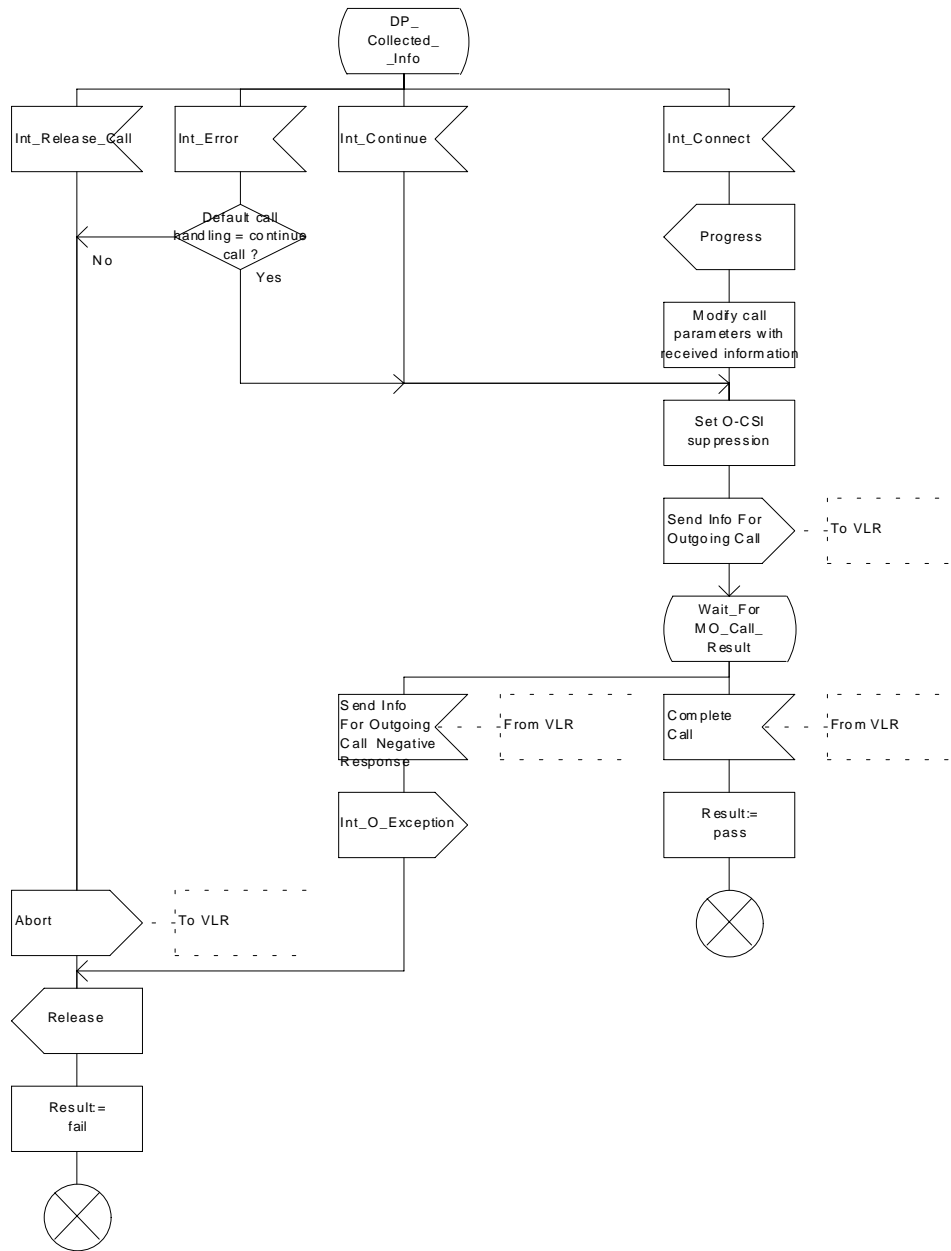 DP_
Collected_
_Info
Int_Release_Call
Int_Error
Int_Continue
Int_Connect
Default call
handling = continue
call ?
No
Yes
Progress
Modify call
parameters with
received information
Set O-CSI
suppression
Send Info For
Outgoing Call
To VLR
Wait_For
MO_Call_
Result
Send Info
For Outgoing
Call Negative
Response
From VLR
Complete
Call
From VLR
Int_O_Exception
Result:=
pass
Abort
To VLR
Release
Result:=
fail